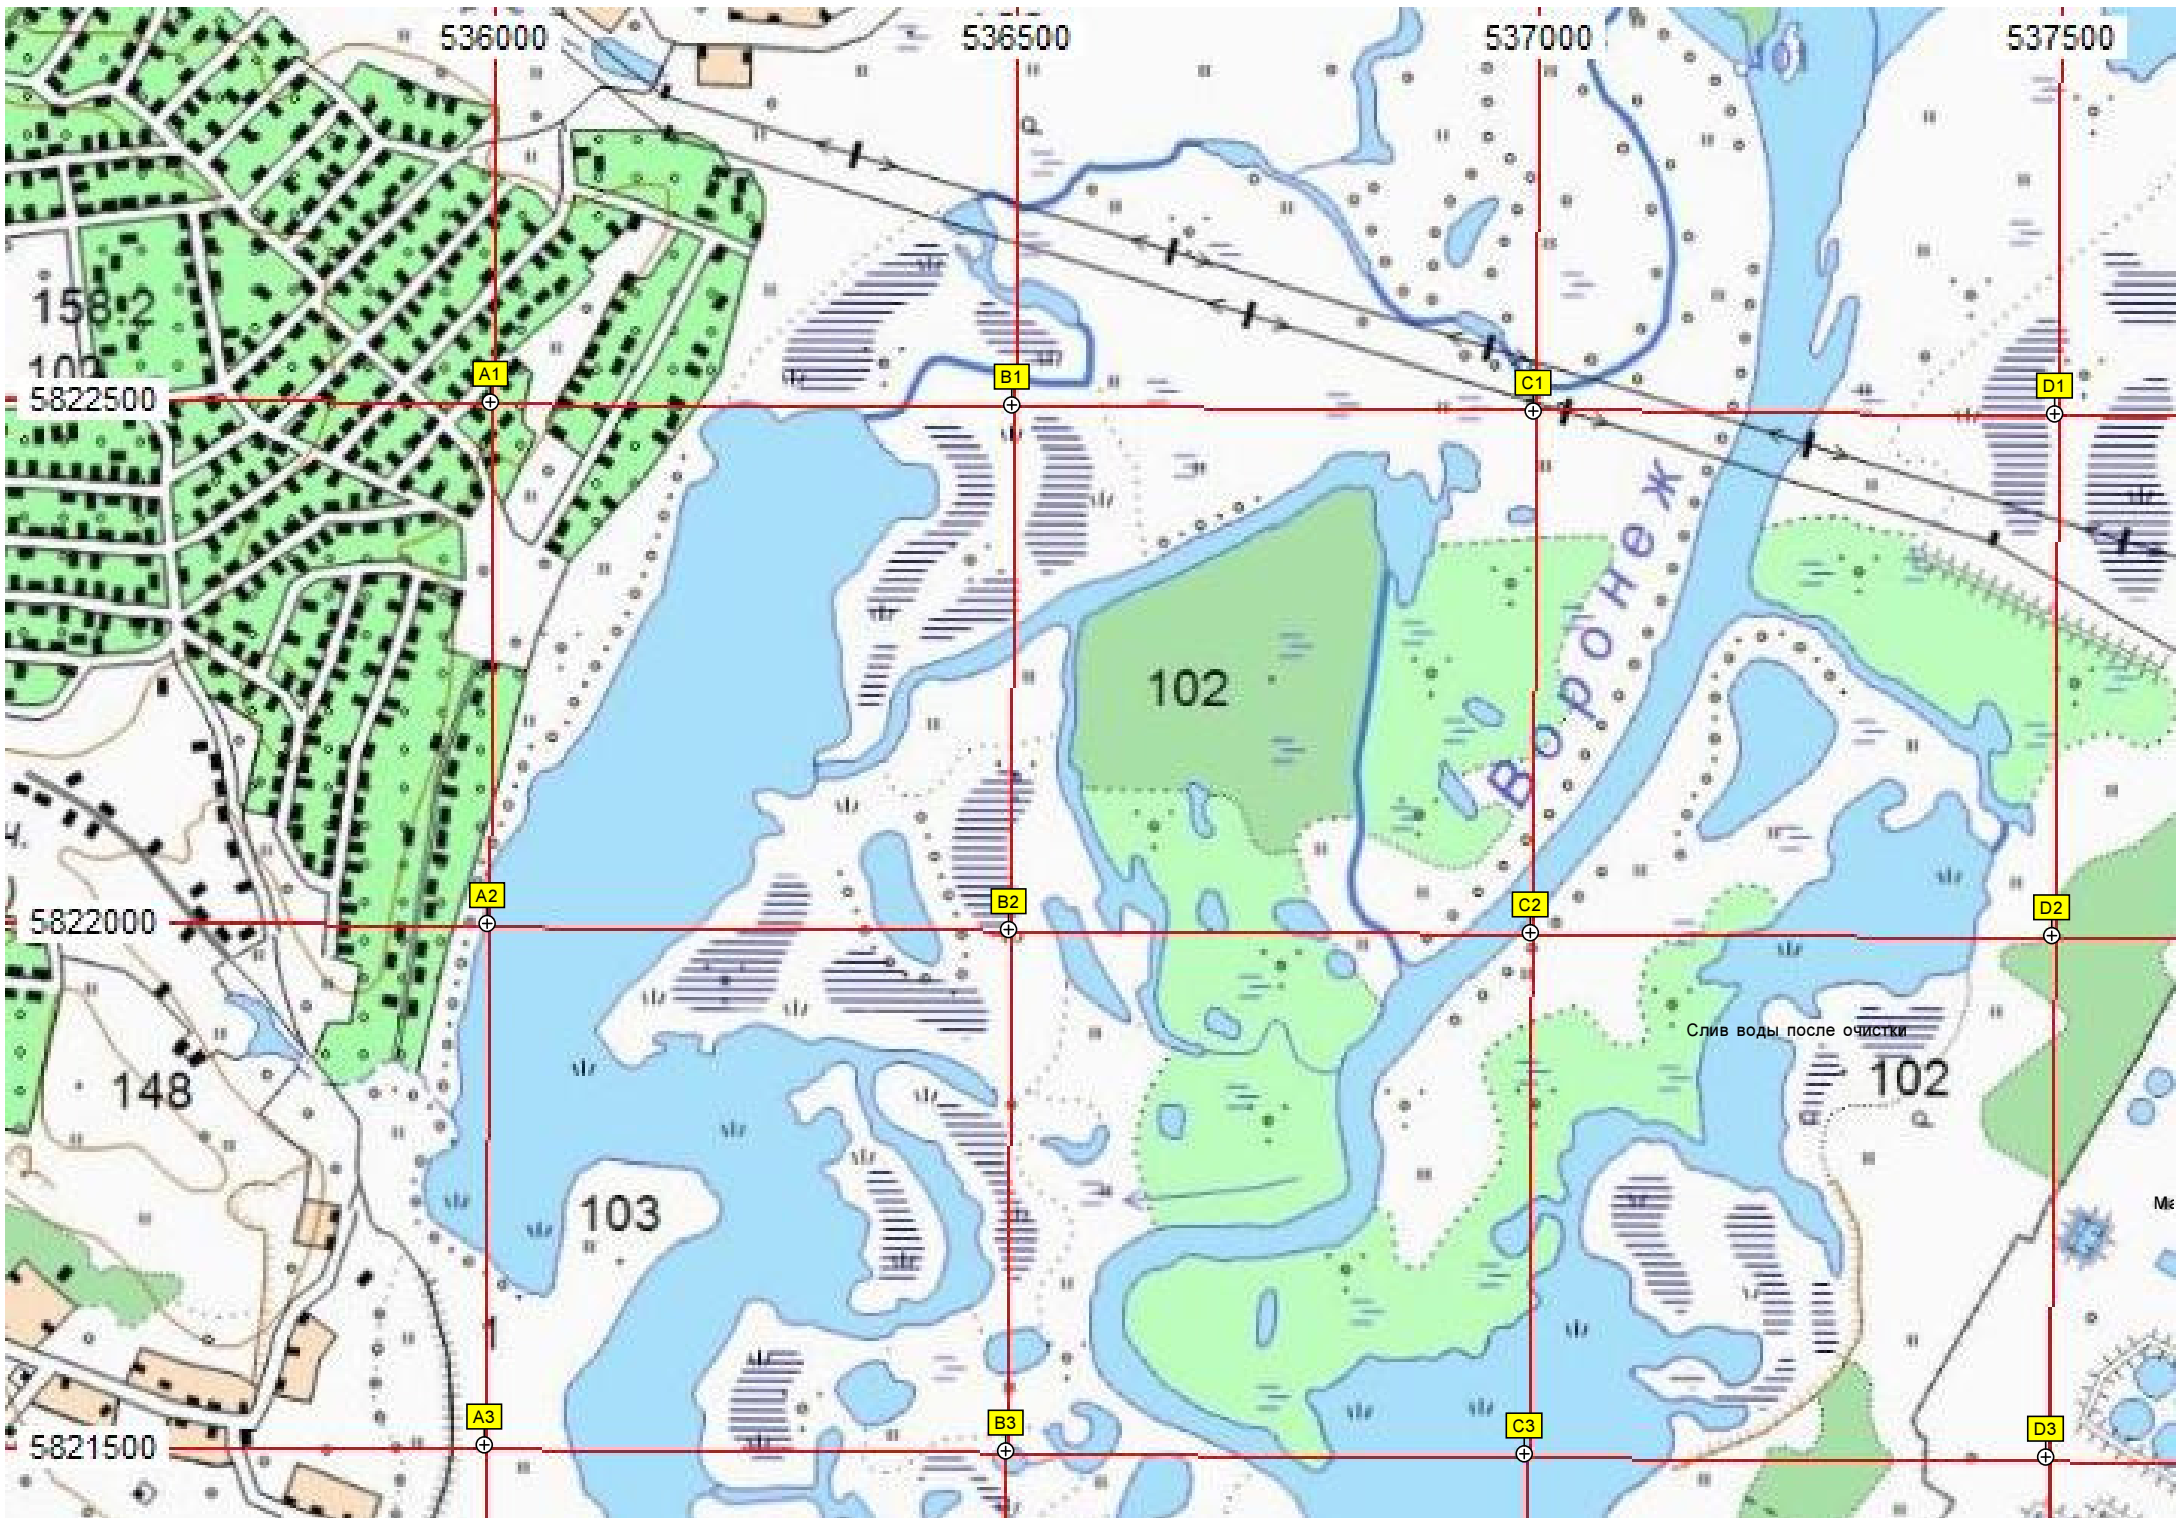 536000 536500 537000 537500
158.2
A1 B1 C1 D1
5822500
Воронеж
102
A2 B2 C2 D2
5822000
Слив воды после очистки
102
148
103
A3 B3 C3 D3
5821500